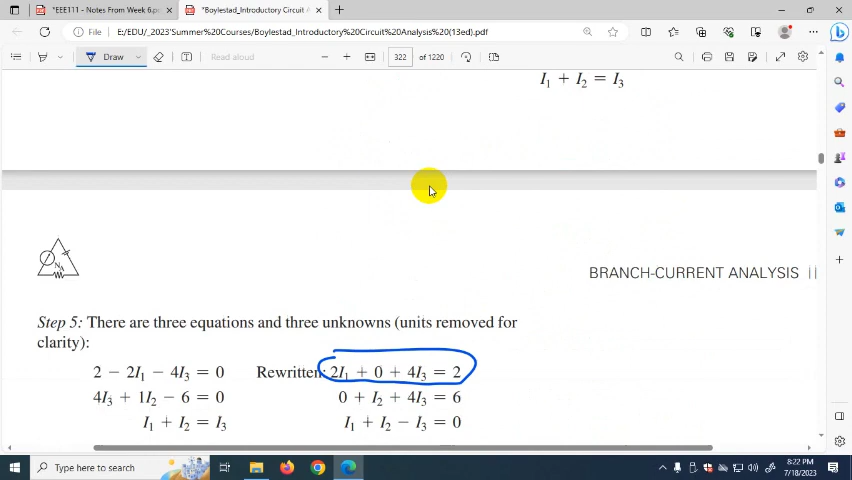 *EEE111 - Notes From Week 6.pdf
*Boylestad_Introductory Circuit A
File
E:/EDU/_2023'Summer%20Courses/Boylestad_Introductory%20Circuit%20Analysis%20(13ed).pdf
Draw
Read aloud
322 of 1220
I₁ + I₂ = I₃
BRANCH-CURRENT ANALYSIS
Step 5: There are three equations and three unknowns (units removed for
clarity):
2 − 2I₁ − 4I₃ = 0 Rewritten: 2I₁ + 0 + 4I₃ = 2
4I₃ + 1I₂ − 6 = 0 0 + I₂ + 4I₃ = 6
I₁ + I₂ = I₃ I₁ + I₂ − I₃ = 0
Type here to search
8:22 PM
7/18/2023